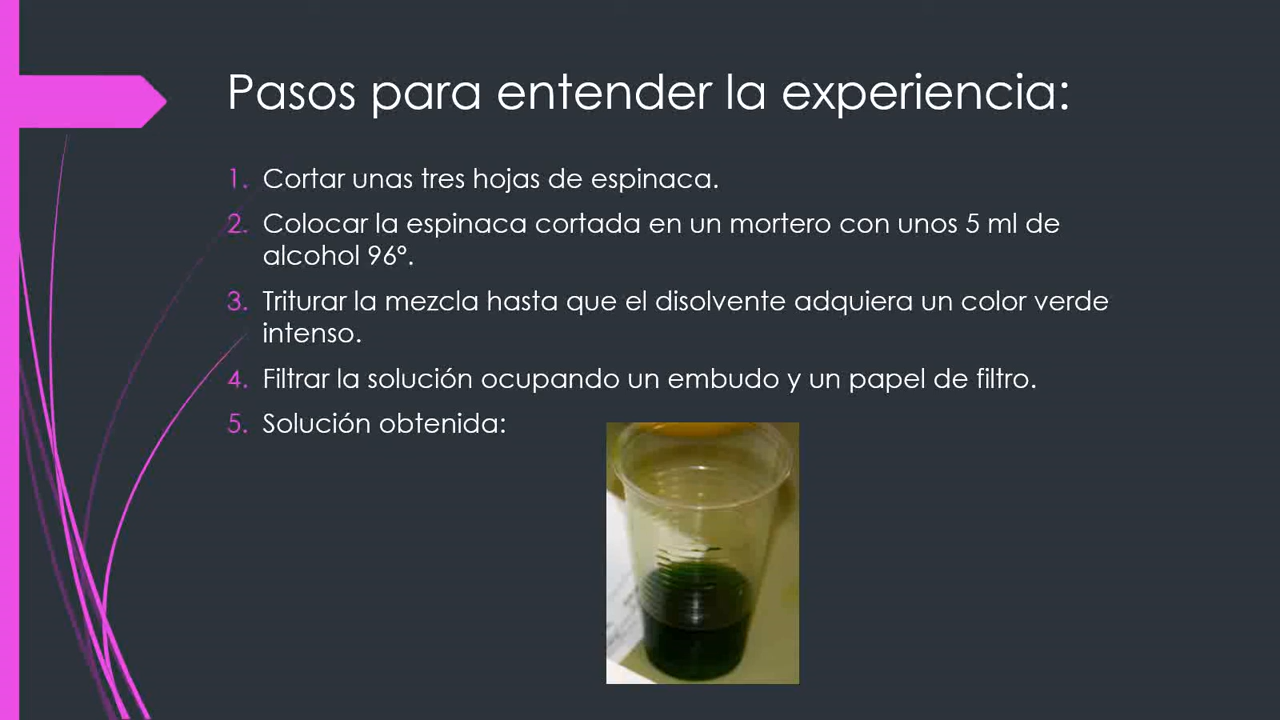 Pasos para entender la experiencia:
1. Cortar unas tres hojas de espinaca.
2. Colocar la espinaca cortada en un mortero con unos 5 ml de
alcohol 96º.
3. Triturar la mezcla hasta que el disolvente adquiera un color verde
intenso.
4. Filtrar la solución ocupando un embudo y un papel de filtro.
5. Solución obtenida: